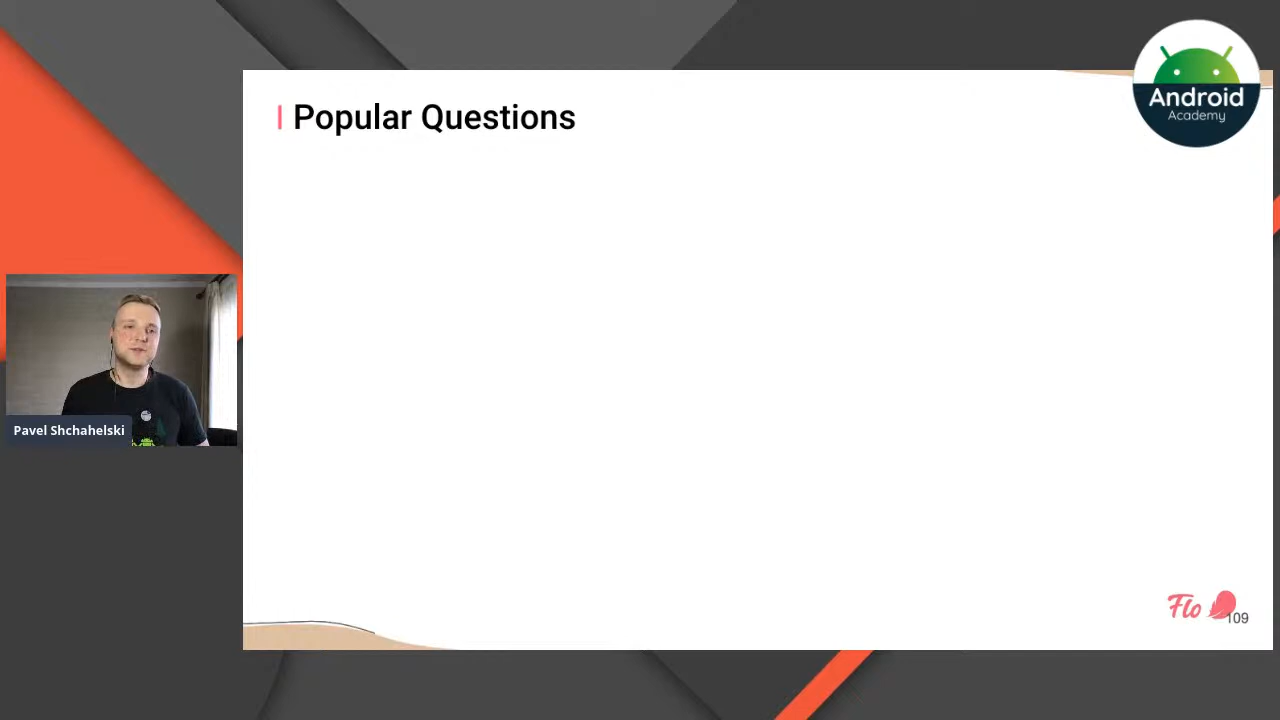 Popular Questions
Android
Academy
Pavel Shchahelski
Flo
109